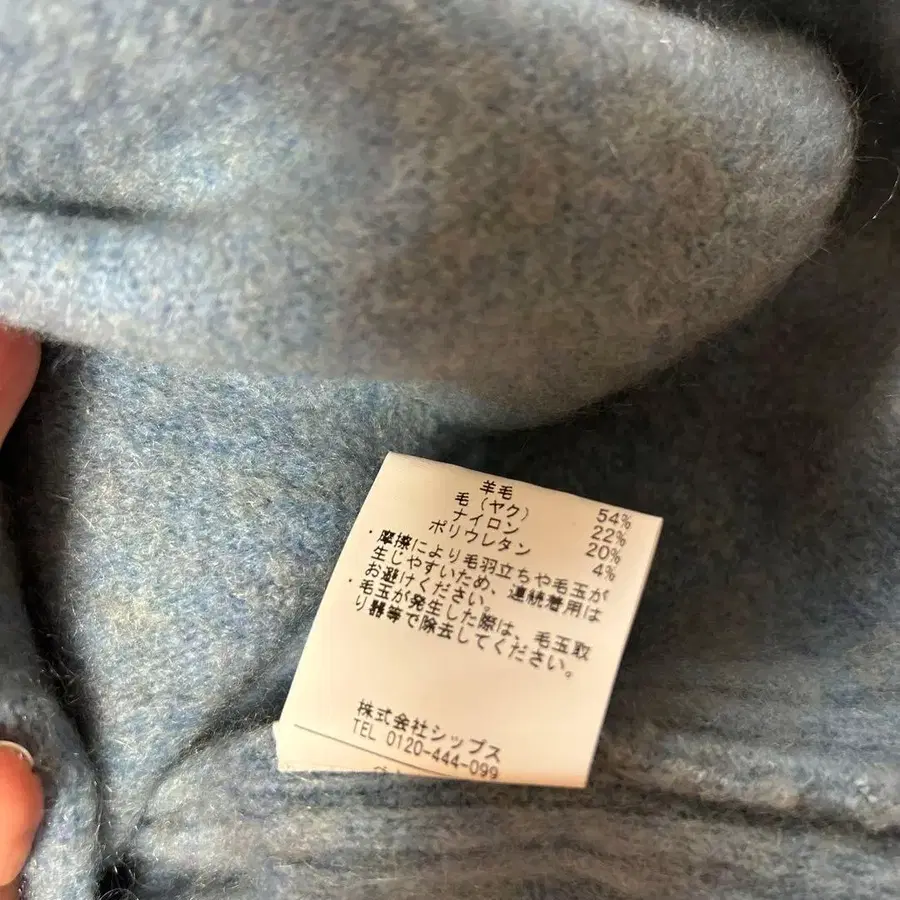 羊毛 54%
毛（ヤク） 22%
ナイロン 20%
ポリウレタン 4%
・摩擦により毛羽立ちや毛玉が
生じやすいため、連続着用は
お避けください。
・毛玉が発生した際は、毛玉取
り器等で除去してください。
株式会社シップス
TEL 0120-444-099